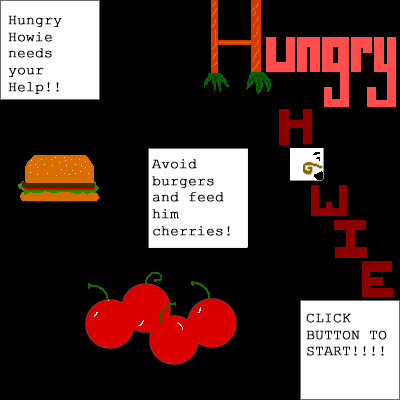 Hungry
Howie
needs
your
Help!!
Hungry
H
W
I
E
Avoid
burgers
and feed
him
cherries!
CLICK
BUTTON TO
START!!!!